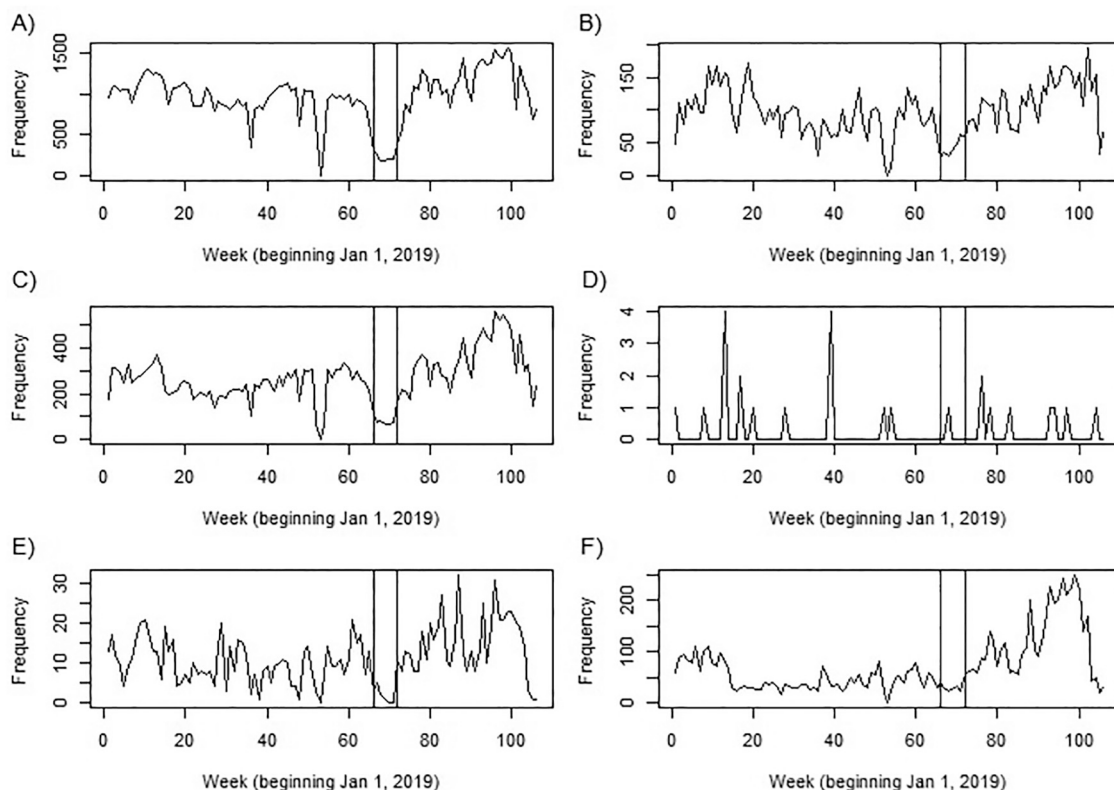 A)
Frequency
0 500 1500
0 20 40 60 80 100
Week (beginning Jan 1, 2019)
B)
Frequency
0 50 150
0 20 40 60 80 100
Week (beginning Jan 1, 2019)
C)
Frequency
0 200 400
0 20 40 60 80 100
Week (beginning Jan 1, 2019)
D)
Frequency
0 1 2 3 4
0 20 40 60 80 100
Week (beginning Jan 1, 2019)
E)
Frequency
0 10 20 30
0 20 40 60 80 100
Week (beginning Jan 1, 2019)
F)
Frequency
0 100 200
0 20 40 60 80 100
Week (beginning Jan 1, 2019)